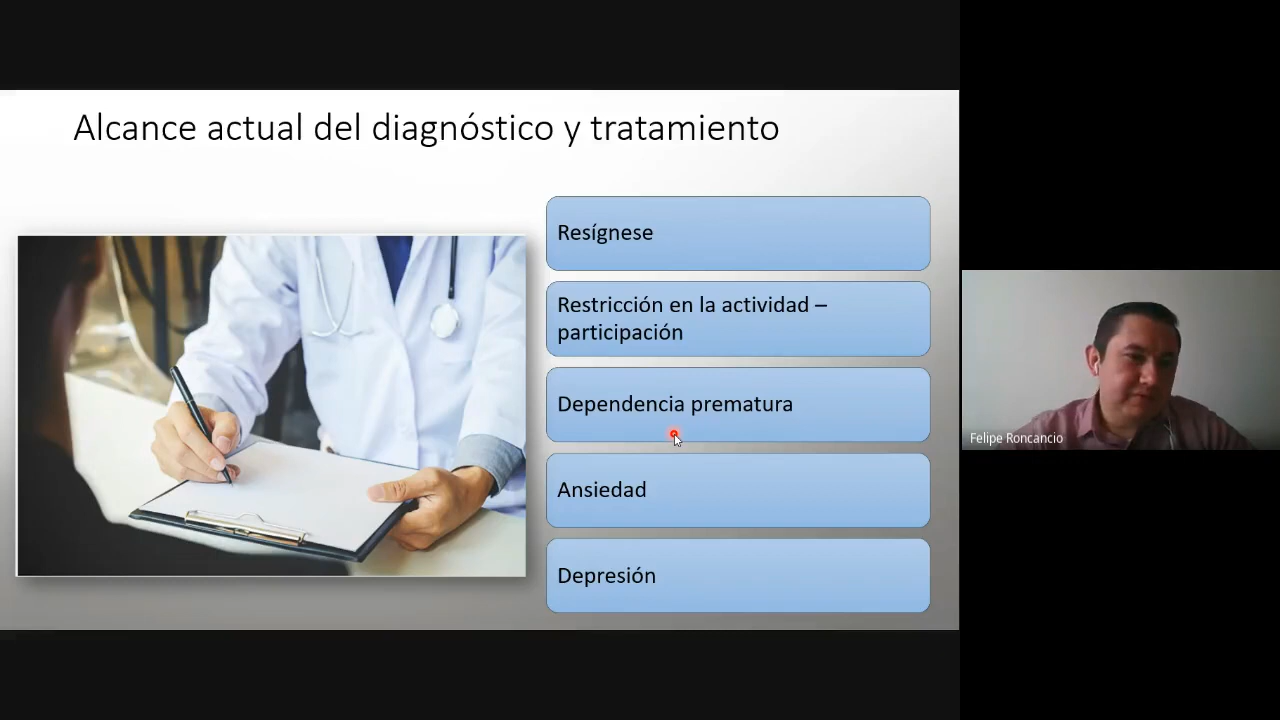 Alcance actual del diagnóstico y tratamiento
Resígnese
Restricción en la actividad –
participación
Dependencia prematura
Ansiedad
Depresión
Felipe Roncancio